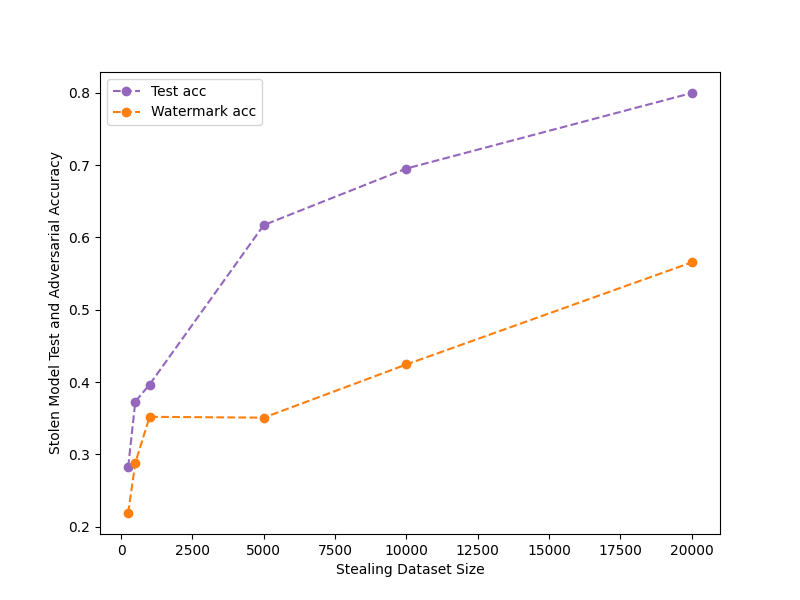 Test acc
Watermark acc
Stolen Model Test and Adversarial Accuracy
0.8
0.7
0.6
0.5
0.4
0.3
0.2
0 2500 5000 7500 10000 12500 15000 17500 20000
Stealing Dataset Size